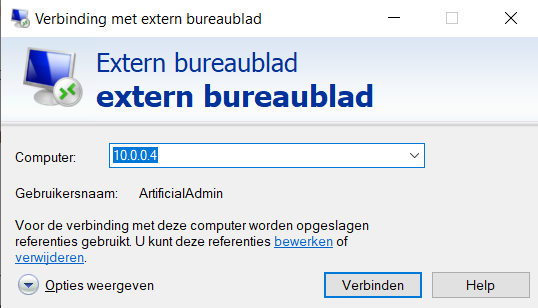 Verbinding met extern bureaublad
Extern bureaublad
extern bureaublad
Computer: 10.0.0.4
Gebruikersnaam: ArtificialAdmin
Voor de verbinding met deze computer worden opgeslagen
referenties gebruikt. U kunt deze referenties bewerken of
verwijderen.
Opties weergeven Verbinden Help